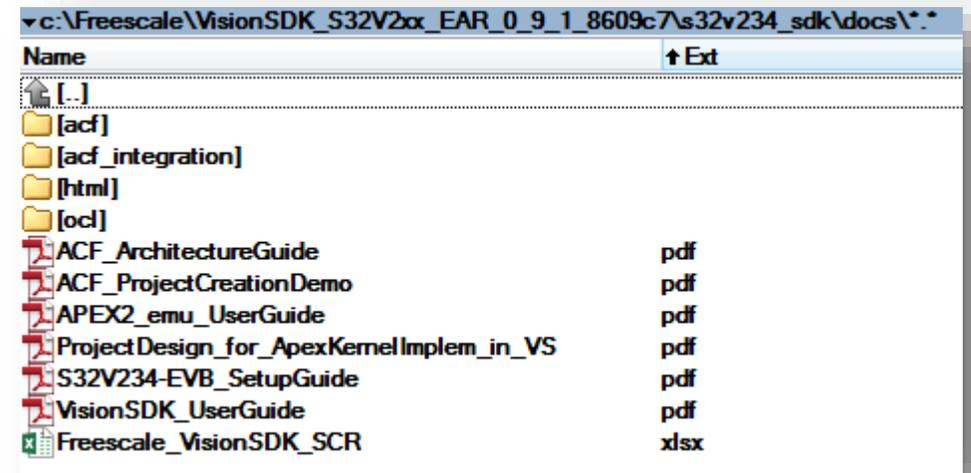 c:\Freescale\VisionSDK_S32V2xx_EAR_0_9_1_8609c7\s32v234_sdk\docs\*.*
Name Ext
[..]
[acf]
[acf_integration]
[html]
[ocl]
ACF_ArchitectureGuide pdf
ACF_ProjectCreationDemo pdf
APEX2_emu_UserGuide pdf
ProjectDesign_for_ApexKernelImplem_in_VS pdf
S32V234-EVB_SetupGuide pdf
VisionSDK_UserGuide pdf
Freescale_VisionSDK_SCR xlsx